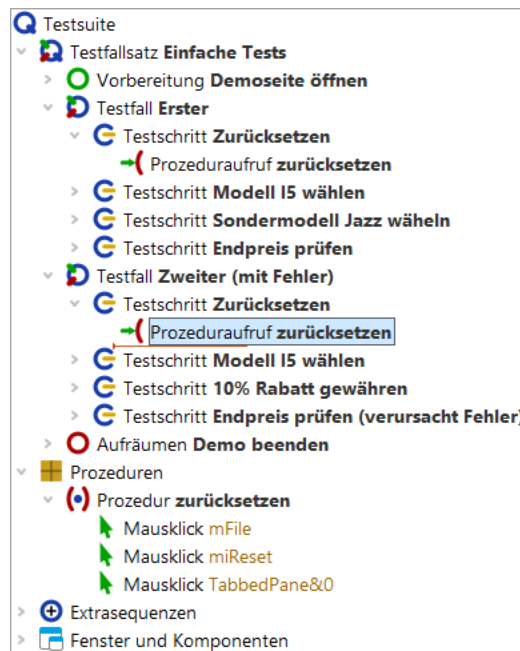 Testsuite
Testfallsatz Einfache Tests
Vorbereitung Demoseite öffnen
Testfall Erster
Testschritt Zurücksetzen
Prozeduraufruf zurücksetzen
Testschritt Modell I5 wählen
Testschritt Sondermodell Jazz wäheln
Testschritt Endpreis prüfen
Testfall Zweiter (mit Fehler)
Testschritt Zurücksetzen
Prozeduraufruf zurücksetzen
Testschritt Modell I5 wählen
Testschritt 10% Rabatt gewähren
Testschritt Endpreis prüfen (verursacht Fehler)
Aufräumen Demo beenden
Prozeduren
Prozedur zurücksetzen
Mausklick mFile
Mausklick miReset
Mausklick TabbedPane&0
Extrasequenzen
Fenster und Komponenten